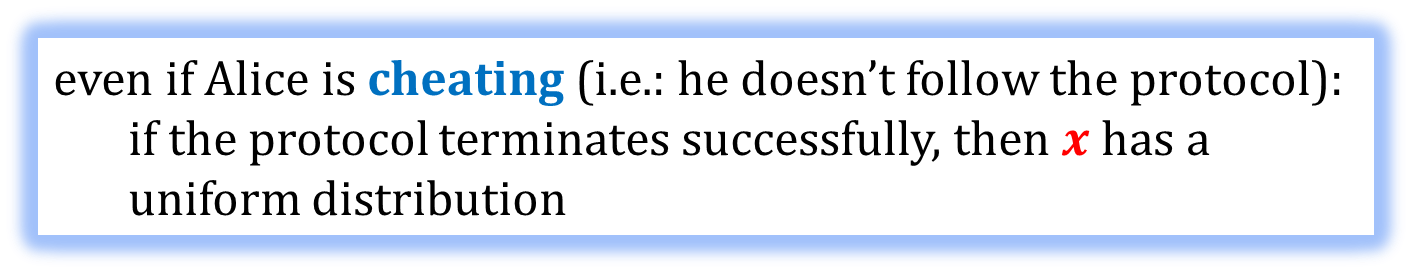 even if Alice is cheating (i.e.: he doesn’t follow the protocol):
if the protocol terminates successfully, then x has a
uniform distribution